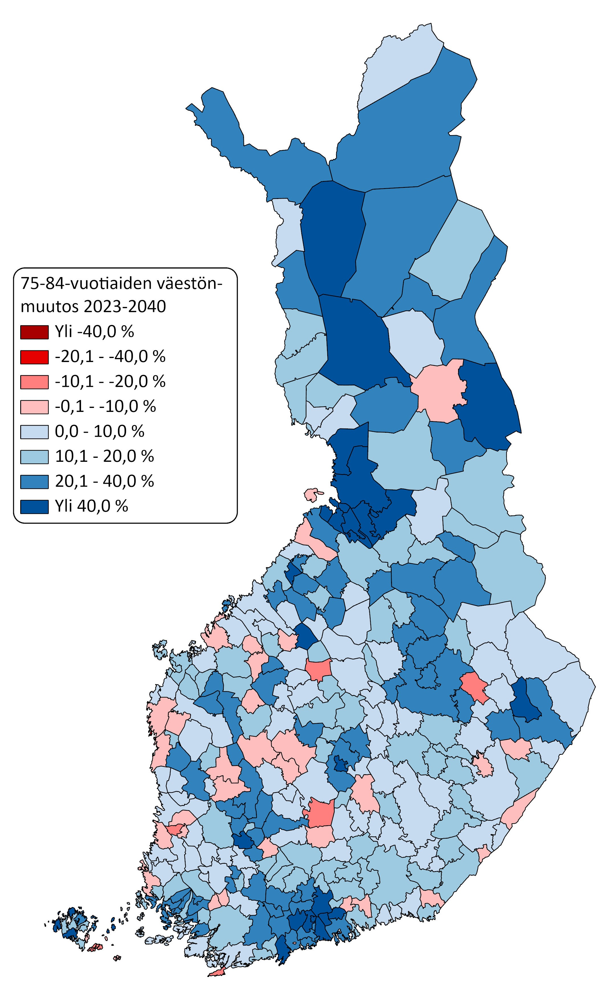 75-84-vuotiaiden väestön-
muutos 2023-2040
Yli -40,0 %
-20,1 - -40,0 %
-10,1 - -20,0 %
-0,1 - -10,0 %
0,0 - 10,0 %
10,1 - 20,0 %
20,1 - 40,0 %
Yli 40,0 %